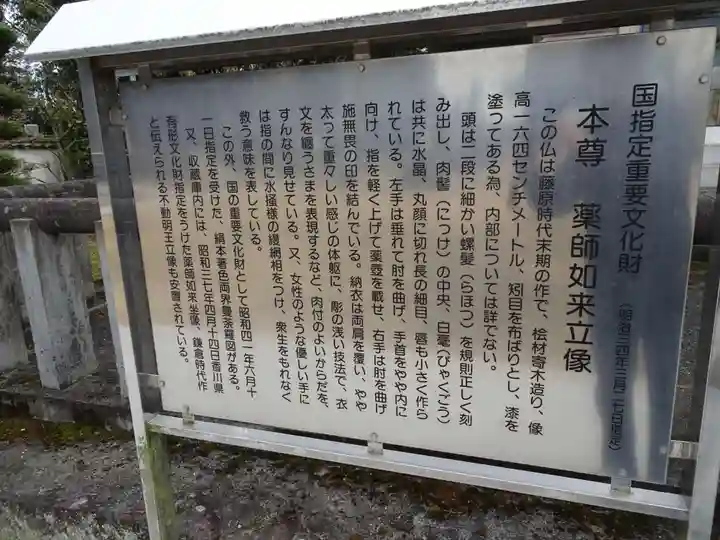 国指定重要文化財
(昭和三四年三月二七日指定)
本尊　薬師如来立像
この仏は藤原時代末期の作で、桧材寄木造り、像
高一六四センチメートル、矧目を布ばりとし、漆を
塗ってある為、内部については詳でない。
頭は二段に細かい螺髪(らほつ)を規則正しく刻
み出し、肉髻(にっけ)の中央、白毫(びゃくごう)
は共に水晶、丸顔に切れ長の細目、唇も小さく作ら
れている。左手は垂れて肘を曲げ、手首をやや内に
向け、指を軽く上げて薬壺を載せ、右手は肘を曲げ
施無畏の印を結んでいる。納衣は両肩を覆い、やや
太って重々しい感じの体躯に、彫の浅い技法で、衣
文を纏うさまを表現するなど、肉付のよいからだを、
すんなり見せている。又、女性のような優しい手に
は指の間に水掻様の縵網相をつけ、衆生をもれなく
救う意味を表している。
この外、国の重要文化財として昭和四一年六月十
一日指定を受けた、絹本著色両界曼荼羅図がある。
又、収蔵庫内には、昭和三七年四月十四日香川県
有形文化財指定をうけた薬師如来坐像、鎌倉時代作
と伝えられる不動明王立像も安置されている。